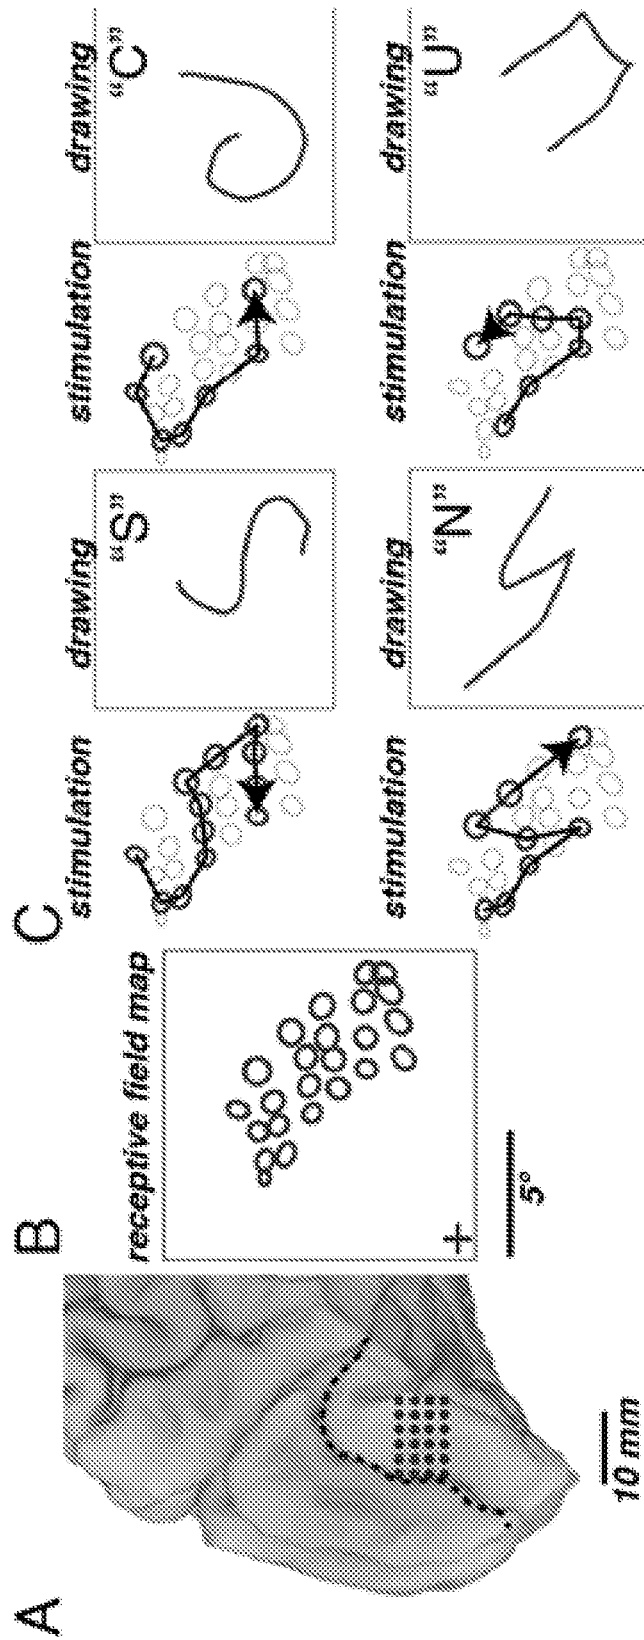 A
10 mm
B
receptive field map
5°
C
stimulation
drawing
"S"
stimulation
drawing
"C"
stimulation
drawing
"N"
stimulation
drawing
"U"